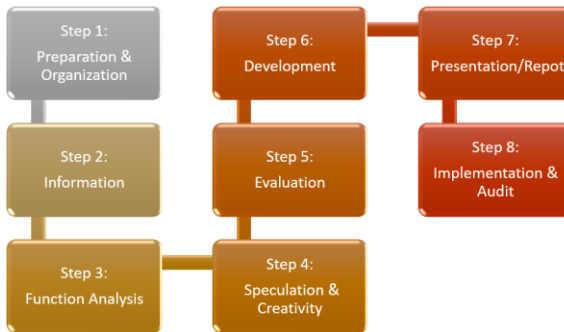 Step 1:
Preparation &
Organization
Step 2:
Information
Step 3:
Function Analysis
Step 4:
Speculation &
Creativity
Step 5:
Evaluation
Step 6:
Development
Step 7:
Presentation/Repot
Step 8:
Implementation &
Audit